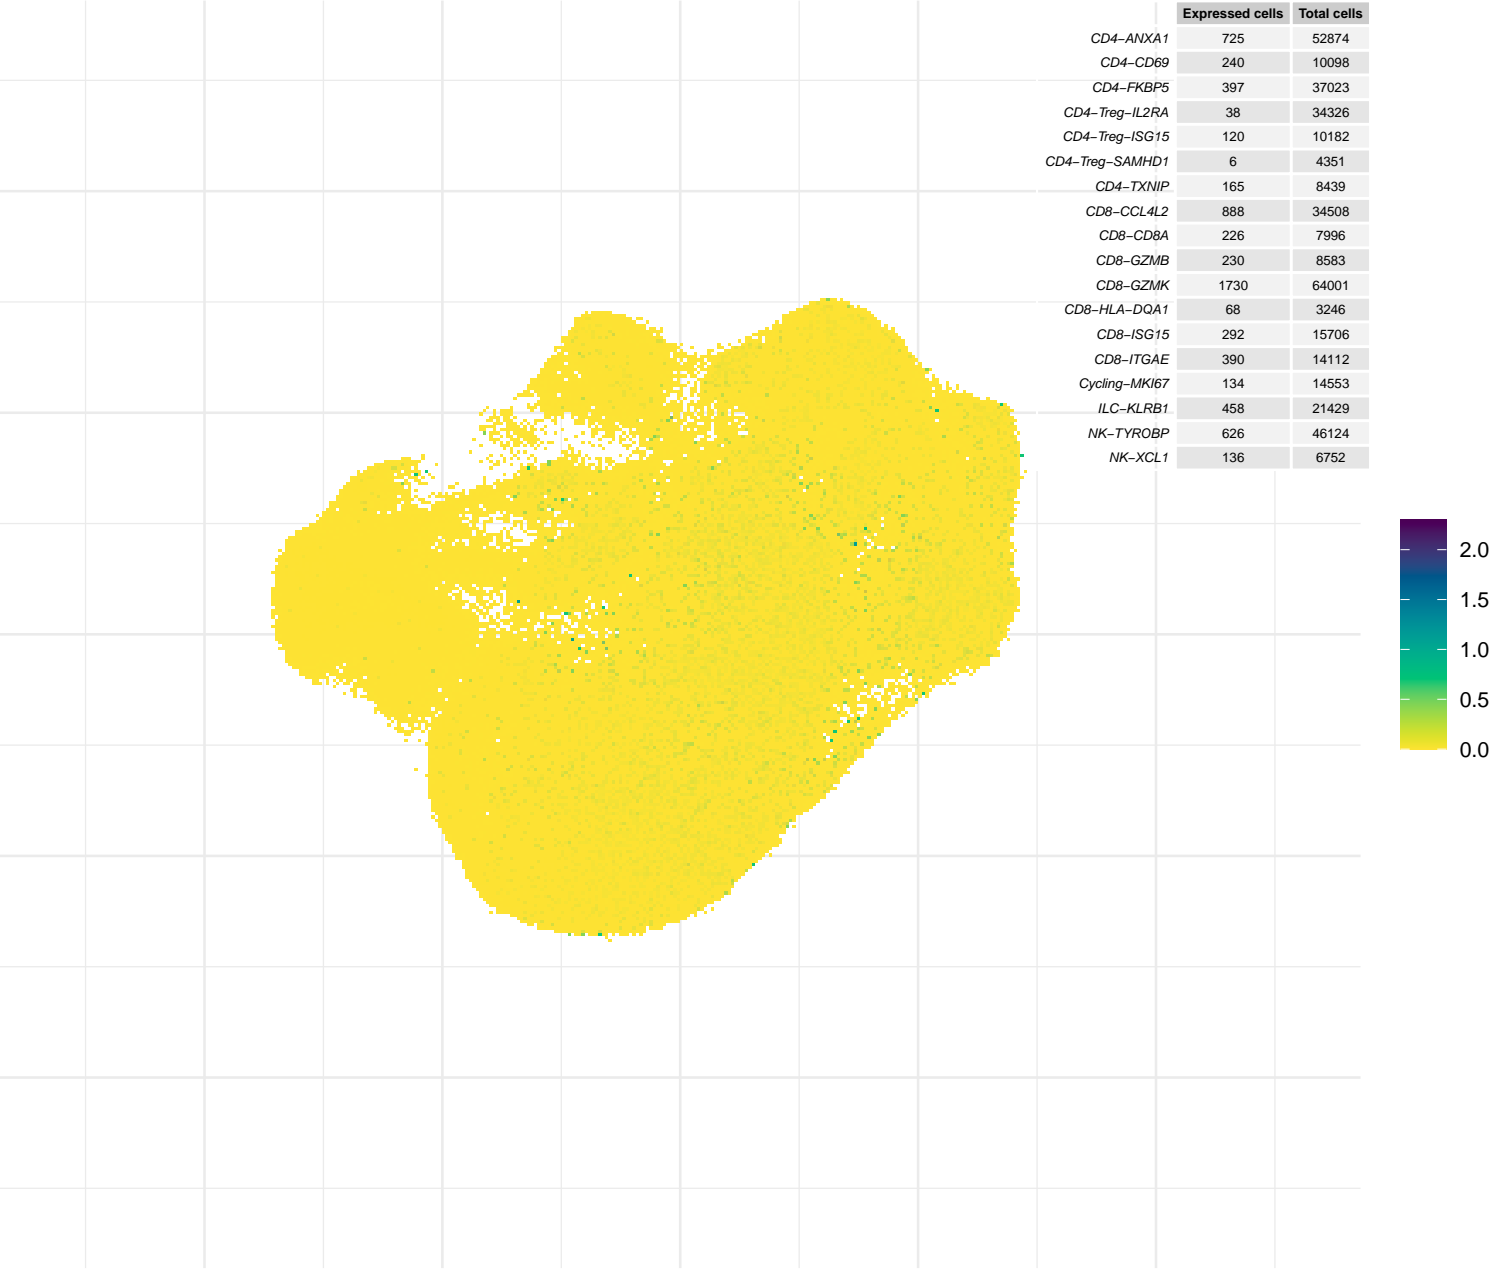 Expressed cells Total cells
CD4−ANXA1 725 52874
CD4−CD69 240 10098
CD4−FKBP5 397 37023
CD4−Treg−IL2RA 38 34326
CD4−Treg−ISG15 120 10182
CD4−Treg−SAMHD1 6 4351
CD4−TXNIP 165 8439
CD8−CCL4L2 888 34508
CD8−CD8A 226 7996
CD8−GZMB 230 8583
CD8−GZMK 1730 64001
CD8−HLA−DQA1 68 3246
CD8−ISG15 292 15706
CD8−ITGAE 390 14112
Cycling−MKI67 134 14553
ILC−KLRB1 458 21429
NK−TYROBP 626 46124
NK−XCL1 136 6752
2.0
1.5
1.0
0.5
0.0